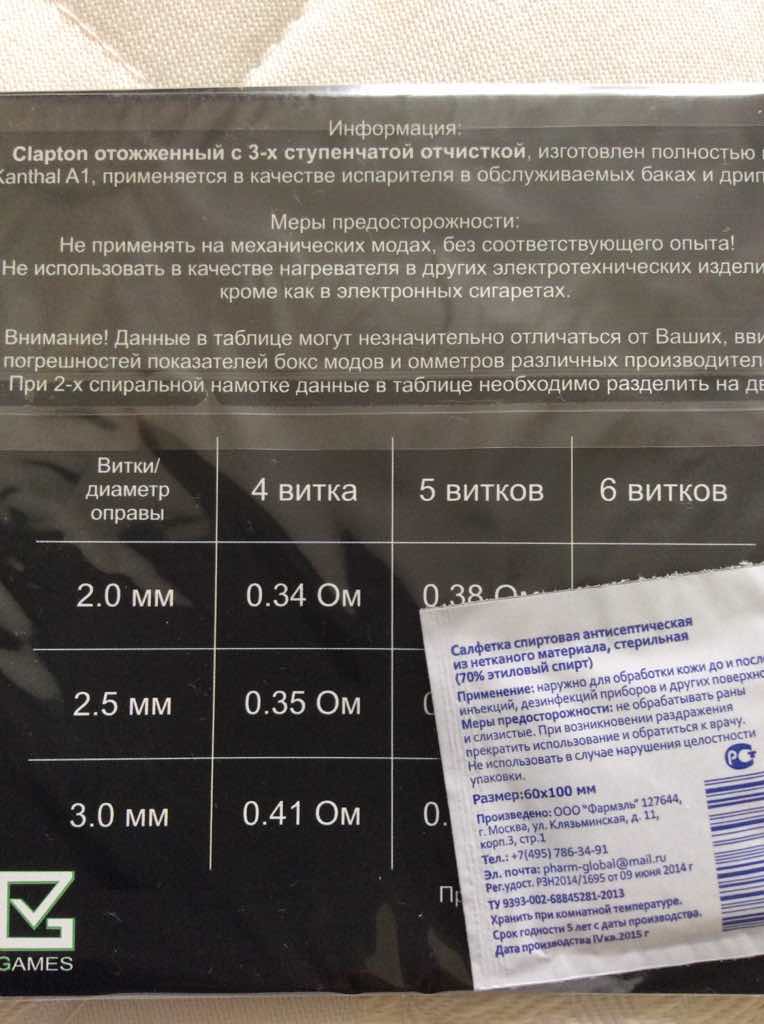 Информация:
Clapton отожженный с 3-х ступенчатой отчисткой, изготовлен полностью
Kanthal A1, применяется в качестве испарителя в обслуживаемых баках и дрип
Меры предосторожности:
Не применять на механических модах, без соответствующего опыта!
Не использовать в качестве нагревателя в других электротехнических издели
кроме как в электронных сигаретах.
Внимание! Данные в таблице могут незначительно отличаться от Ваших, вви
погрешностей показателей бокс модов и омметров различных производител
При 2-х спиральной намотке данные в таблице необходимо разделить на дв
Витки/
диаметр
оправы
4 витка
5 витков
6 витков
2.0 мм
0.34 Ом
0.38 Ом
2.5 мм
0.35 Ом
3.0 мм
0.41 Ом
0.
Пр
GAMES
Салфетка спиртовая антисептическая
из нетканого материала, стерильная
(70% этиловый спирт)
Применение: наружно для обработки кожи до и посл
инъекций, дезинфекций приборов и других поверхно
Меры предосторожности: не обрабатывать раны
и слизистые. При возникновении раздражения
прекратить использование и обратиться к врачу.
Не использовать в случае нарушения целостности
упаковки.
Размер:60х100 мм
Произведено: ООО "Фармэль" 127644,
г. Москва, ул. Клязьминская, д. 11,
корп.3, стр.1
Тел.: +7(495) 786-34-91
Эл. почта: pharm-global@mail.ru
Рег.удост. РЗН2014/1695 от 09 июня 2014 г
ТУ 9393-002-68845281-2013
Хранить при комнатной температуре.
Срок годности 5 лет с даты производства.
Дата производства IVкв.2015 г